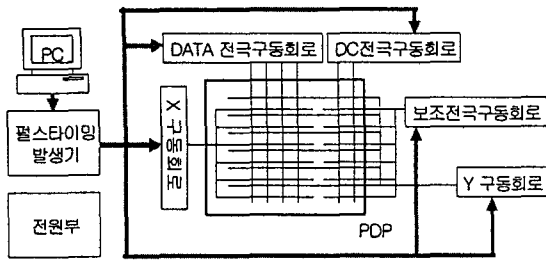 PC
DATA 전극구동회로
DC전극구동회로
펄스타이밍
발생기
X 구동회로
보조전극구동회로
Y 구동회로
전원부
PDP